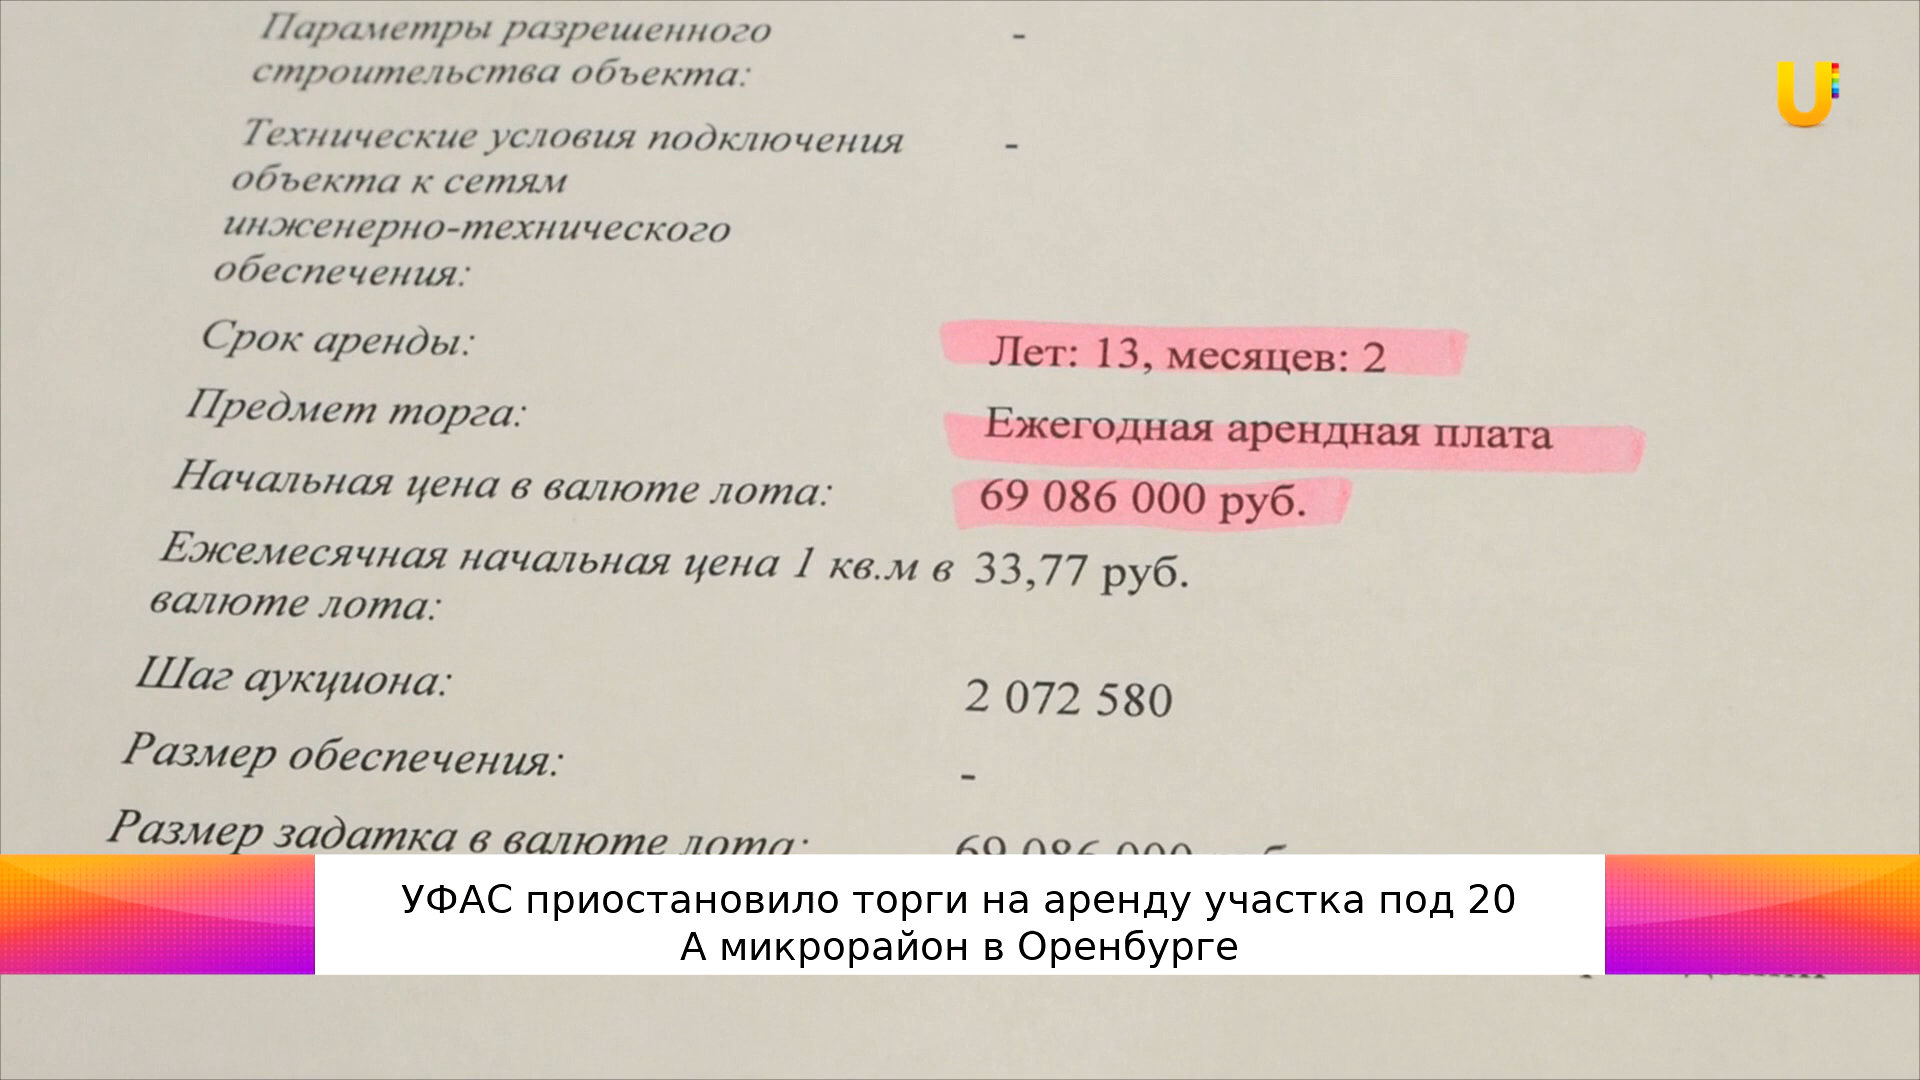 Параметры разрешенного -
строительства объекта:
Технические условия подключения -
объекта к сетям
инженерно-технического
обеспечения:
Срок аренды: Лет: 13, месяцев: 2
Предмет торга: Ежегодная арендная плата
Начальная цена в валюте лота: 69 086 000 руб.
Ежемесячная начальная цена 1 кв.м в 33,77 руб.
валюте лота:
Шаг аукциона: 2 072 580
Размер обеспечения: -
Размер задатка в валюте лота: 69 086 000
U
УФАС приостановило торги на аренду участка под 20
А микрорайон в Оренбурге